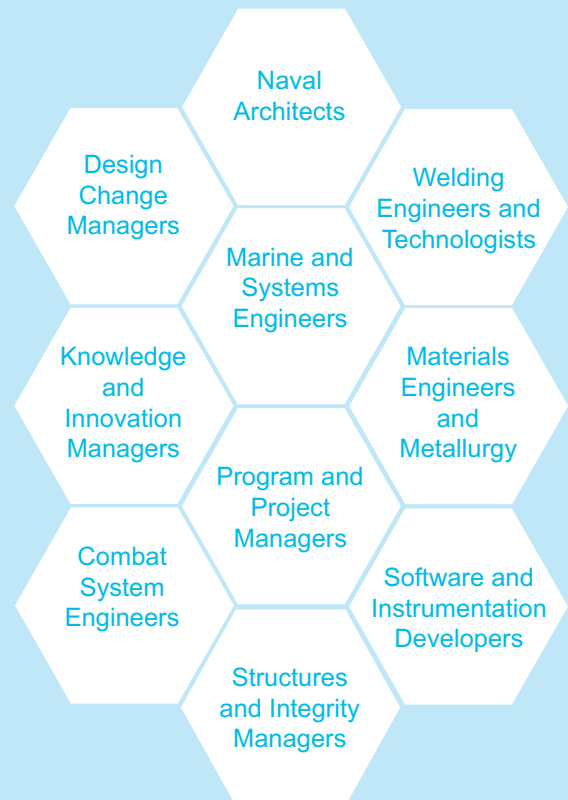 Naval
Architects
Design
Change
Managers
Welding
Engineers and
Technologists
Marine and
Systems
Engineers
Knowledge
and
Innovation
Managers
Materials
Engineers
and
Metallurgy
Program and
Project
Managers
Combat
System
Engineers
Software and
Instrumentation
Developers
Structures
and Integrity
Managers